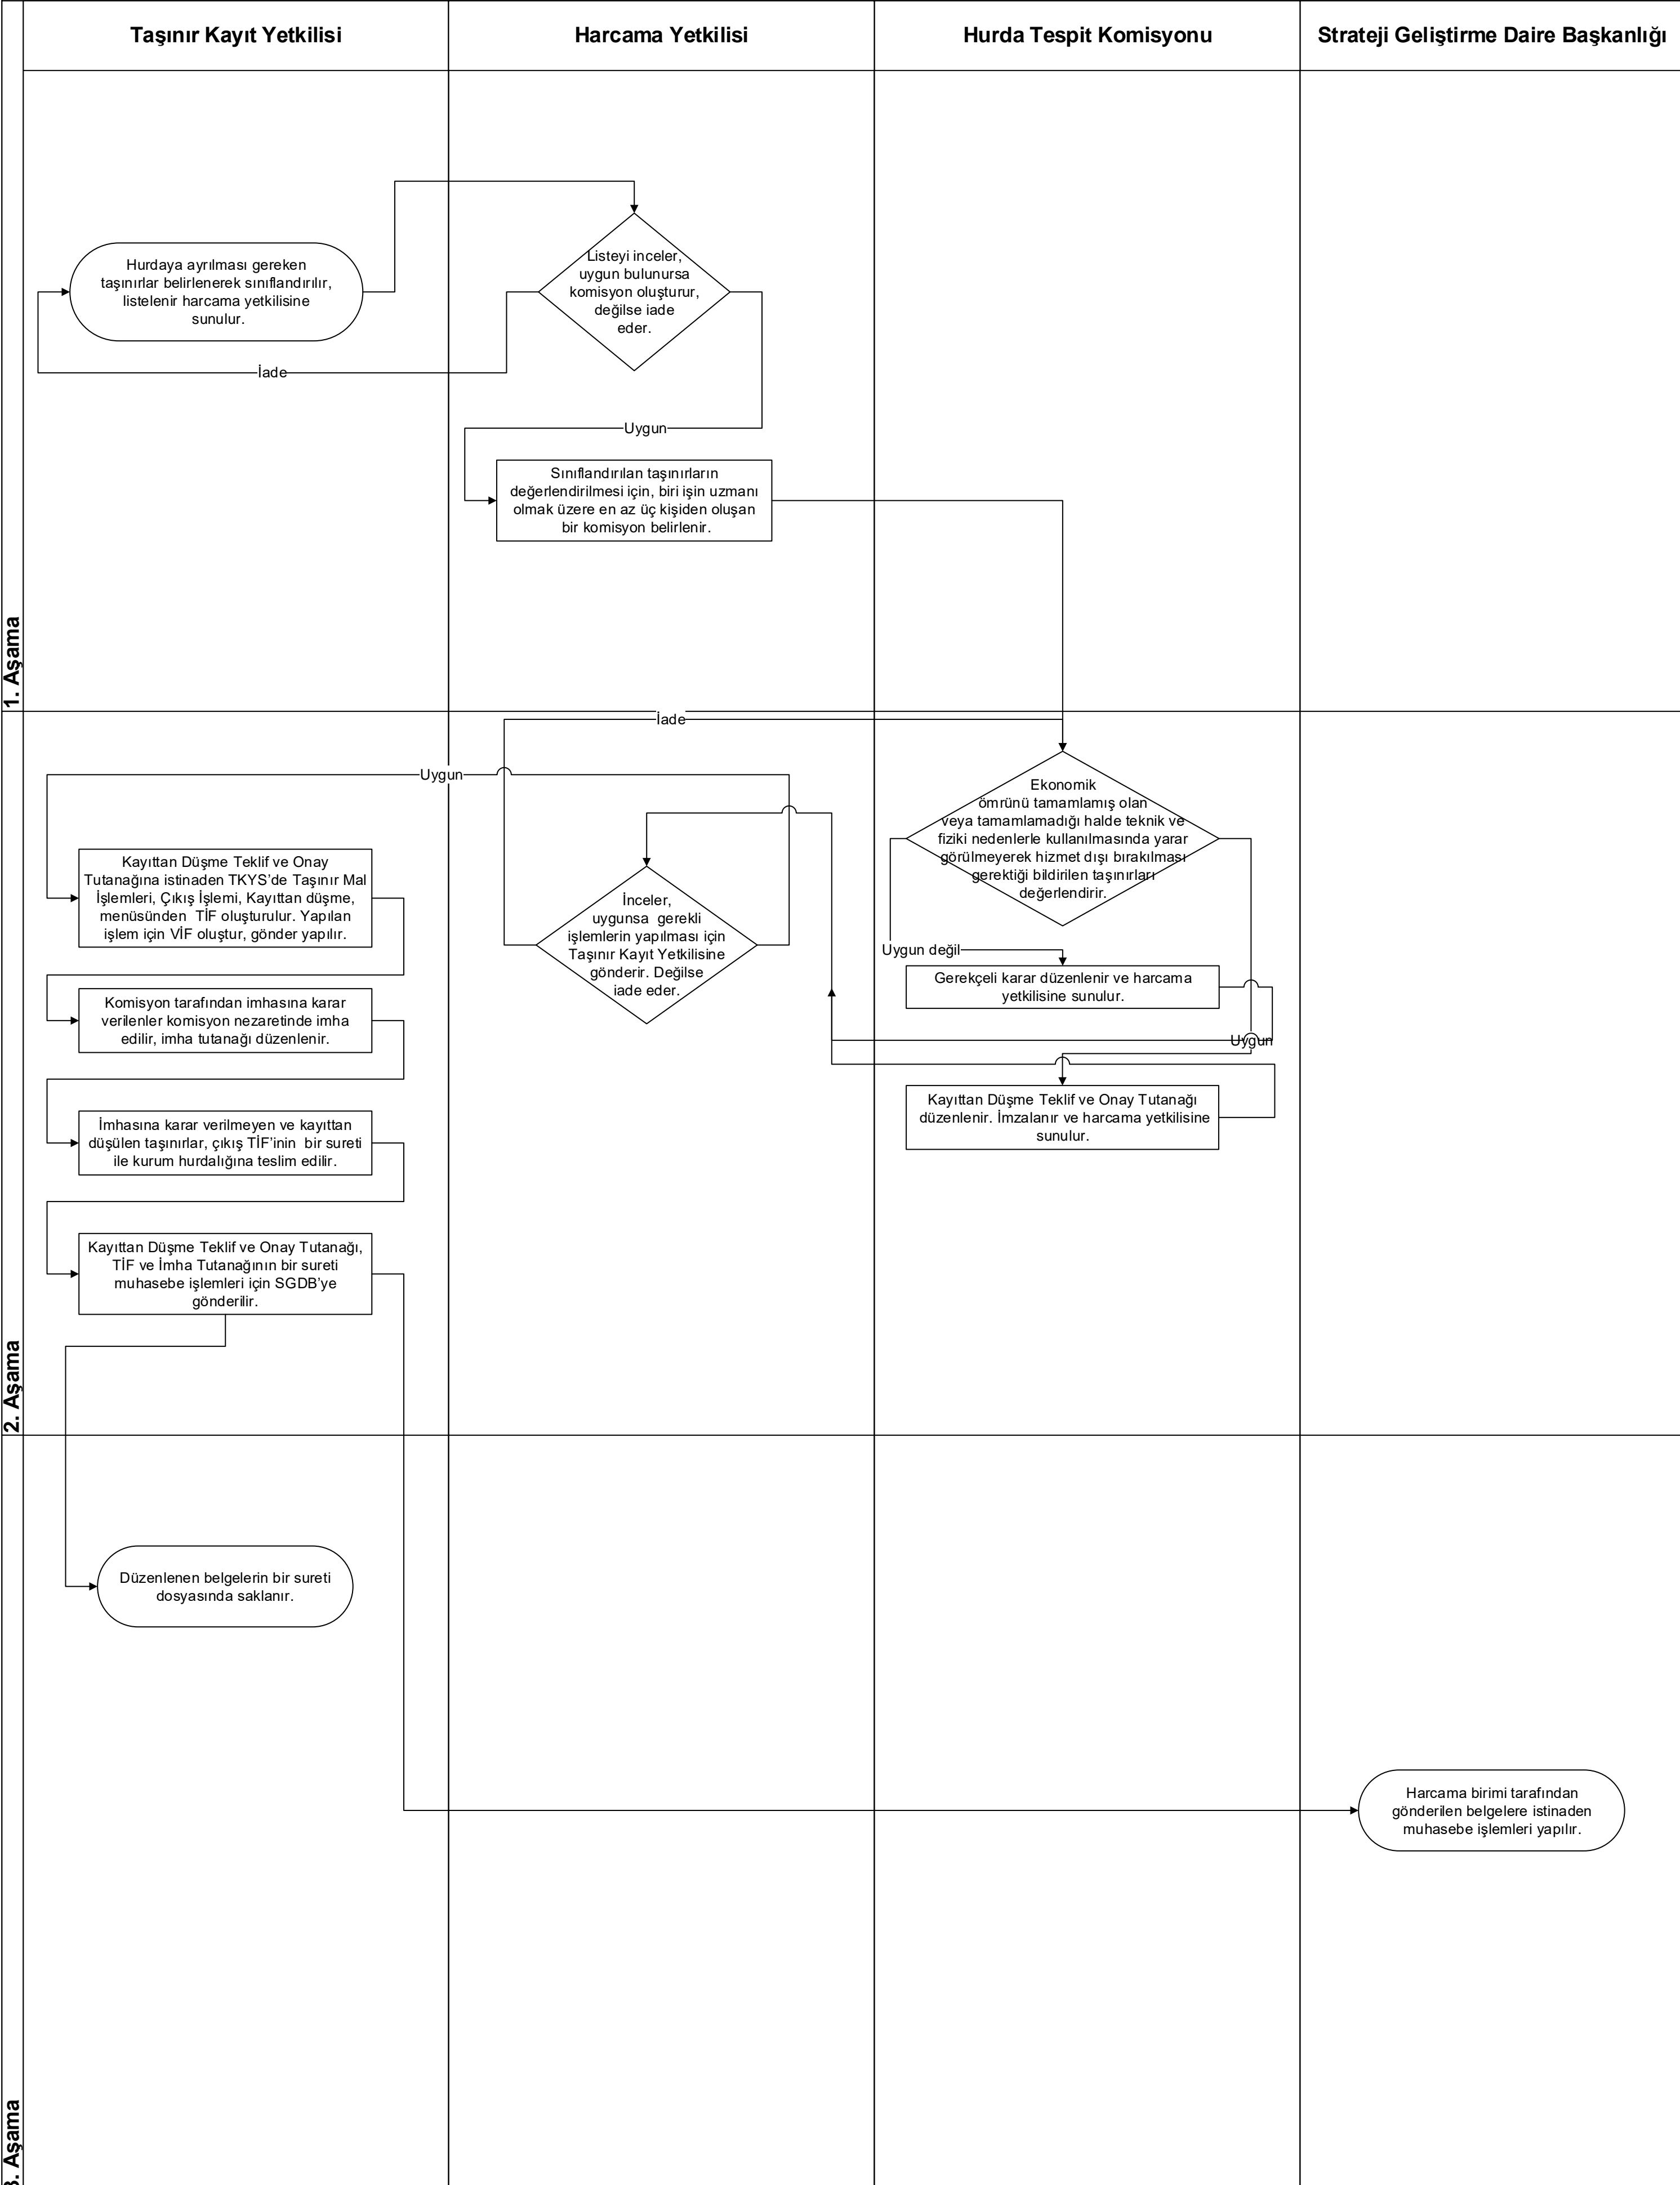 Taşınır Kayıt Yetkilisi
Harcama Yetkilisi
Hurda Tespit Komisyonu
Strateji Geliştirme Daire Başkanlığı
1. Aşama
Hurdaya ayrılması gereken
taşınırlar belirlenerek sınıflandırılır,
listelenir harcama yetkilisine
sunulur.
Listeyi inceler,
uygun bulunursa
komisyon oluşturur,
değilse iade
eder.
İade
Uygun
Sınıflandırılan taşınırların
değerlendirilmesi için, biri işin uzmanı
olmak üzere en az üç kişiden oluşan
bir komisyon belirlenir.
2. Aşama
İade
Uygun
Ekonomik
ömrünü tamamlamış olan
veya tamamlamadığı halde teknik ve
fiziki nedenlerle kullanılmasında yarar
görülmeyerek hizmet dışı bırakılması
gerektiği bildirilen taşınırları
değerlendirir.
Uygun değil
Gerekçeli karar düzenlenir ve harcama
yetkilisine sunulur.
Uygun
Kayıttan Düşme Teklif ve Onay Tutanağı
düzenlenir. İmzalanır ve harcama yetkilisine
sunulur.
İnceler,
uygunsa gerekli
işlemlerin yapılması için
Taşınır Kayıt Yetkilisine
gönderir. Değilse
iade eder.
Kayıttan Düşme Teklif ve Onay
Tutanağına istinaden TKYS’de Taşınır Mal
İşlemleri, Çıkış İşlemi, Kayıttan düşme,
menüsünden TİF oluşturulur. Yapılan
işlem için VİF oluştur, gönder yapılır.
Komisyon tarafından imhasına karar
verilenler komisyon nezaretinde imha
edilir, imha tutanağı düzenlenir.
İmhasına karar verilmeyen ve kayıttan
düşülen taşınırlar, çıkış TİF’inin bir sureti
ile kurum hurdalığına teslim edilir.
Kayıttan Düşme Teklif ve Onay Tutanağı,
TİF ve İmha Tutanağının bir sureti
muhasebe işlemleri için SGDB’ye
gönderilir.
3. Aşama
Düzenlenen belgelerin bir sureti
dosyasında saklanır.
Harcama birimi tarafından
gönderilen belgelere istinaden
muhasebe işlemleri yapılır.